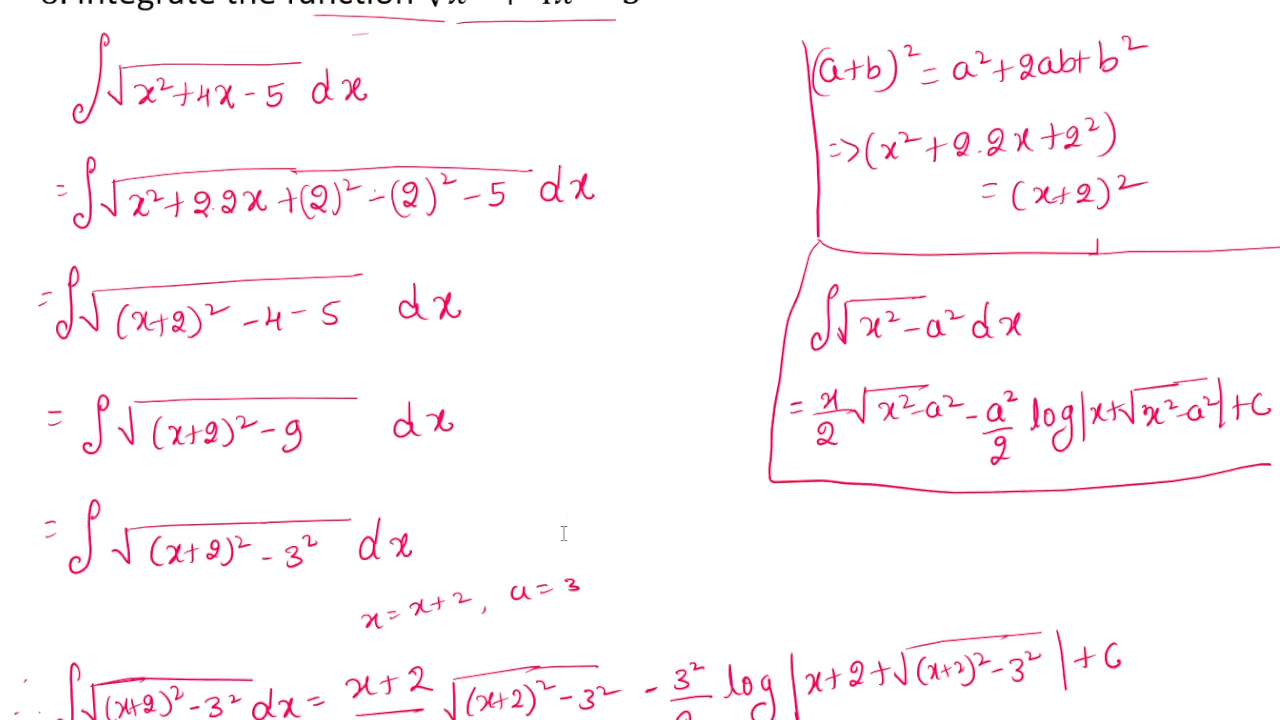 Integrate the function
∫√x²+4x-5 dx
=∫√x²+2.2x+(2)²-(2)²-5 dx
=∫√(x+2)²-4-5 dx
=∫√(x+2)²-9 dx
=∫√(x+2)²-3² dx
x=x+2, a=3
∴ ∫√(x+2)²-3² dx = x+2 √(x+2)²-3² - 3²/2 log|x+2+√(x+2)²-3²|+C
(a+b)²=a²+2ab+b²
=>(x²+2.2x+2²)
=(x+2)²
∫√x²-a² dx
=x/2 √x²-a² - a²/2 log|x+√x²-a²|+C